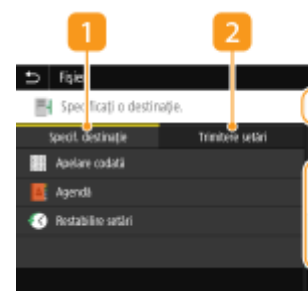 1 2
Fișier
Specificați o destinație.
Specif. destinație Trimitere setări
Apelare codată
Agendă
Restabilire setări